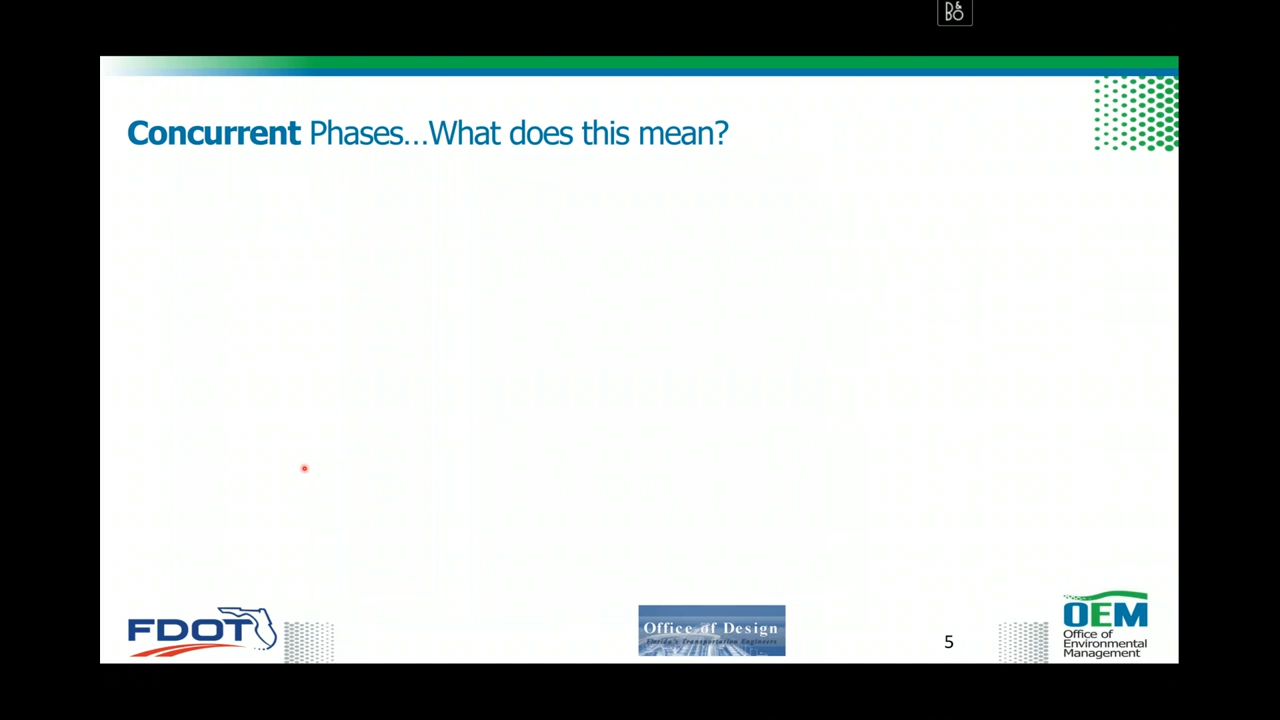 B&O
Concurrent Phases...What does this mean?
FDOT
Office of Design
Florida's Transportation Engineers
5
OEM
Office of
Environmental
Management